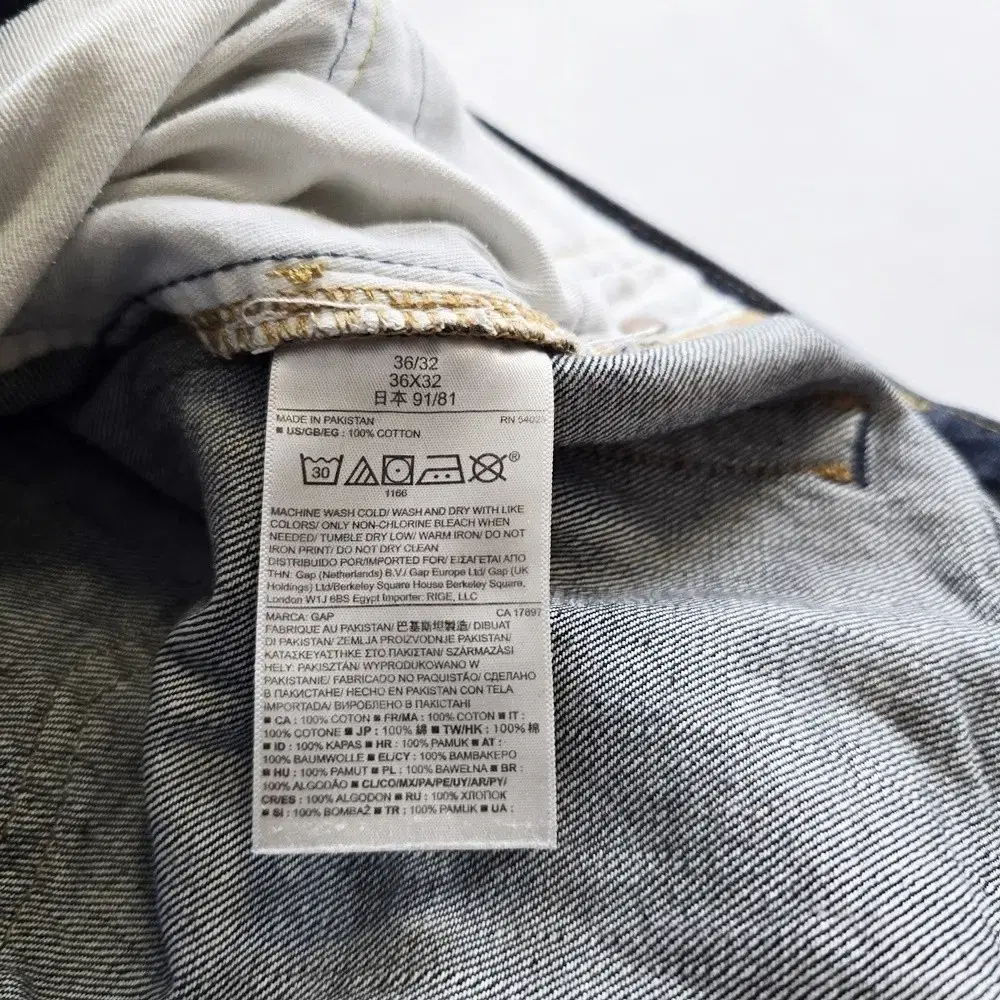 36/32
36X32
日本 91/81
MADE IN PAKISTAN RN 5402
■ US/GB/EG : 100% COTTON
30 ®
1166
MACHINE WASH COLD/ WASH AND DRY WITH LIKE
COLORS/ ONLY NON-CHLORINE BLEACH WHEN
NEEDED/ TUMBLE DRY LOW/ WARM IRON/ DO NOT
IRON PRINT/ DO NOT DRY CLEAN
DISTRIBUIDO POR/IMPORTED FOR/ ΕΙΣΑΓΕΤΑΙ ΑΠΟ
ΤΗΝ: Gap (Netherlands) B.V./ Gap Europe Ltd/ Gap (UK
Holdings) Ltd/Berkeley Square House Berkeley Square,
London W1J 6BS Egypt Importer: RIGE, LLC
MARCA: GAP CA 17897
FABRIQUE AU PAKISTAN/ 巴基斯坦製造/ DIBUAT
DI PAKISTAN/ ZEMLJA PROIZVODNJE PAKISTAN/
ΚΑΤΑΣΚΕΥΑΣΤΗΚΕ ΣΤΟ ΠΑΚΙΣΤΑΝ/ SZÁRMAZÁSI
HELY: PAKISZTÁN/ WYPRODUKOWANO W
PAKISTANIE/ FABRICADO NO PAQUISTÃO/ СДЕЛАНО
В ПАКИСТАНЕ/ HECHO EN PAKISTAN CON TELA
IMPORTADA/ ВИРОБЛЕНО В ПАКІСТАНІ
■ CA : 100% COTON ■ FR/MA : 100% COTON ■ IT :
100% COTONE ■ JP : 100% 綿 ■ TW/HK : 100% 棉
■ ID : 100% KAPAS ■ HR : 100% PAMUK ■ AT :
100% BAUMWOLLE ■ EL/CY : 100% ΒΑΜΒΑΚΕΡΟ
■ HU : 100% PAMUT ■ PL : 100% BAWEŁNA ■ BR :
100% ALGODÃO ■ CL/CO/MX/PA/PE/UY/AR/PY/
CR/ES : 100% ALGODON ■ RU : 100% ХЛОПОК
■ SI : 100% BOMBAŽ ■ TR : 100% PAMUK ■ UA :